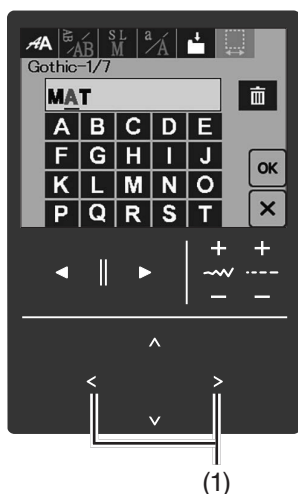 AA AB AB SL M a A
Gothic-1/7
MAT
A B C D E
F G H I J OK
K L M N O
P Q R S T
(1)